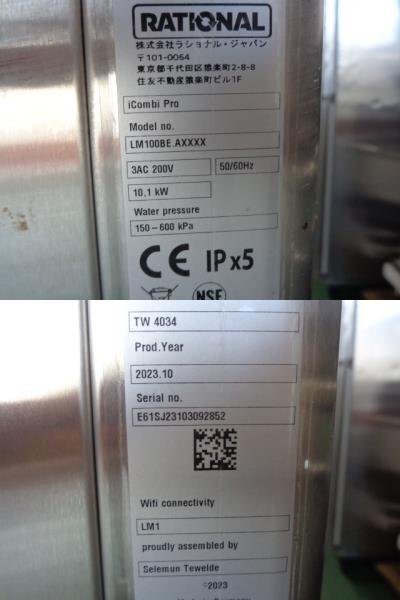 RATIONAL
株式会社ラショナル・ジャパン
〒101-0064
東京都千代田区猿楽町2-8-8
住友不動産猿楽町ビル1F
iCombi Pro
Model no.
LM100BE.AXXXX
3AC 200V 50/60Hz
10,1 kW
Water pressure
150–600 kPa
CE IP x5
NSF
TW 4034
Prod.Year
2023.10
Serial no.
E61SJ23103092852
Wifi connectivity
LM1
proudly assembled by
Selemun Tewelde
©2023